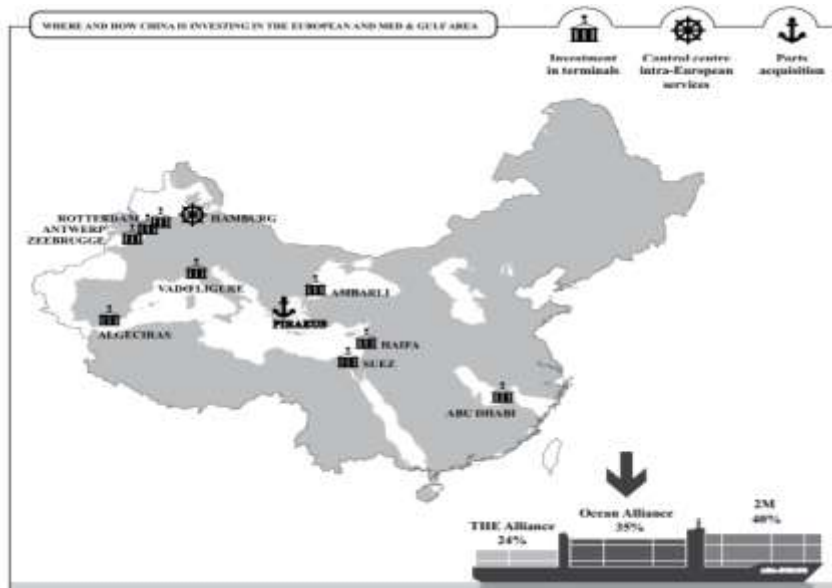 WHERE AND HOW CHINA IS INVESTING IN THE EUROPEAN AND MED & GULF AREA
Investment
in terminals
Control centre
intra-European
services
Ports
acquisition
ROTTERDAM
HAMBURG
ANTWERP
ZEEBRUGGE
VADO LIGURE
AMBARLI
PIRAEUS
ALGECIRAS
HAIFA
SUEZ
ABU DHABI
THE Alliance
24%
Ocean Alliance
35%
2M
40%